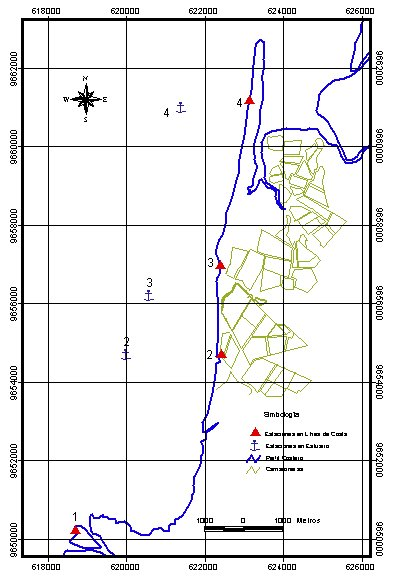 618000 620000 622000 624000 626000
9662000 9662000
N
W E
S
4
4
9660000 9660000
9658000 9658000
3
3
9656000 9656000
2
2
9654000 9654000
Simbología
Estaciones en Línea de Costa
Estaciones en Estuario
Perfil Costero
Camaroneras
9652000 9652000
1
1000 0 1000 Metros
9650000 9650000
618000 620000 622000 624000 626000